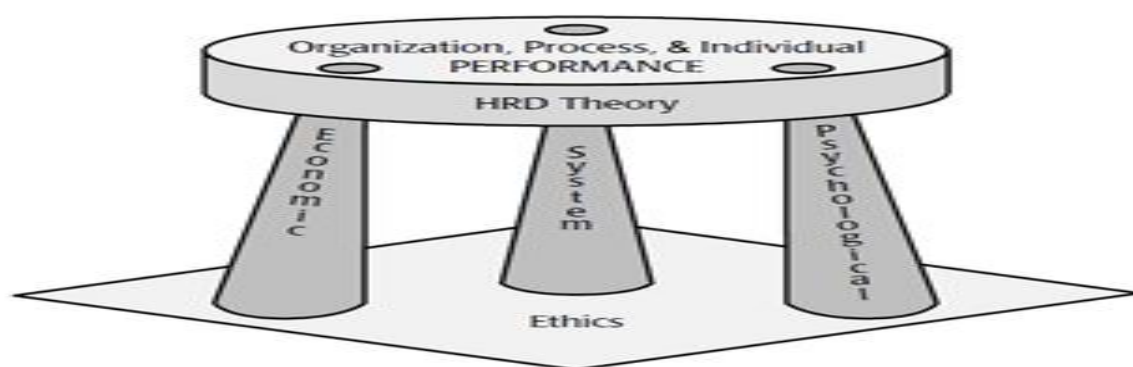 Organization, Process, & Individual
PERFORMANCE
HRD Theory
Economic
System
Psychological
Ethics